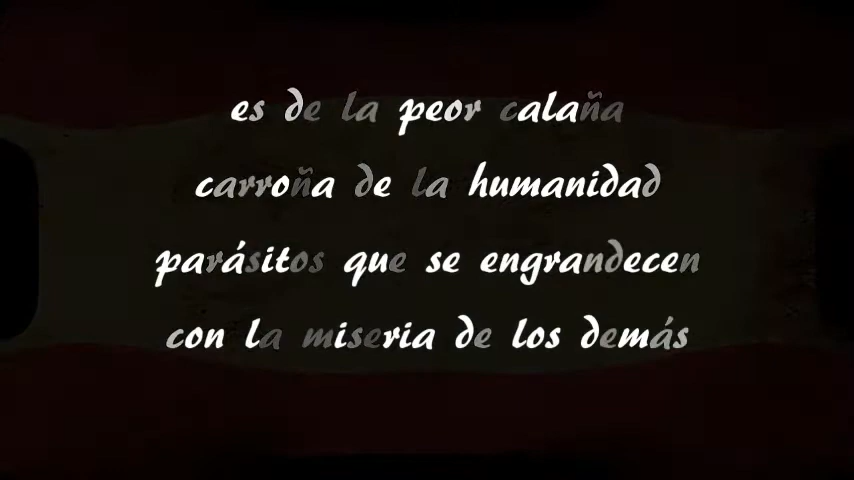 es de la peor calaña
carroña de la humanidad
parásitos que se engrandecen
con la miseria de los demás